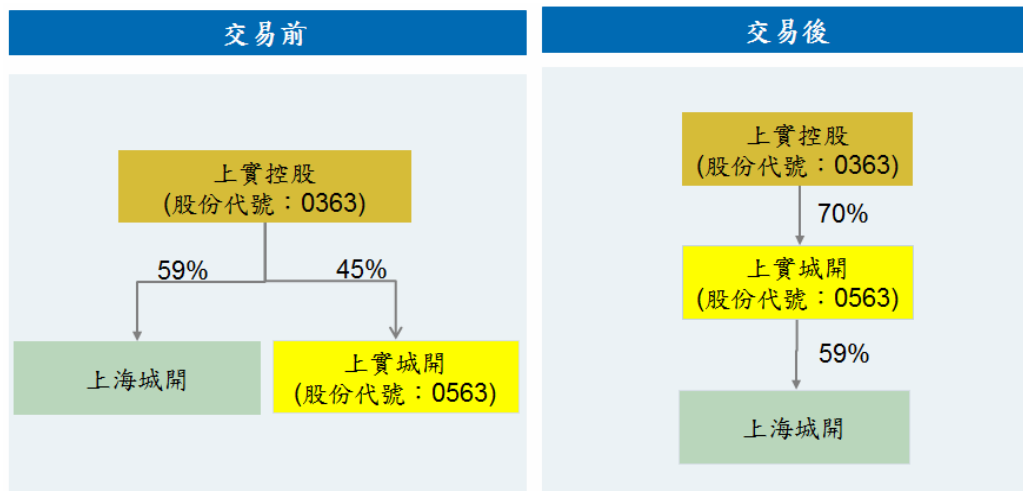 交易前
上實控股
(股份代號：0363)
59%
45%
上海城開
上實城開
(股份代號：0563)
交易後
上實控股
(股份代號：0363)
70%
上實城開
(股份代號：0563)
59%
上海城開